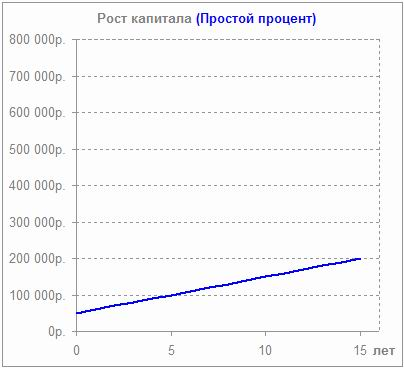 Рост капитала (Простой процент)
800 000р.
700 000р.
600 000р.
500 000р.
400 000р.
300 000р.
200 000р.
100 000р.
0р.
0 5 10 15 лет